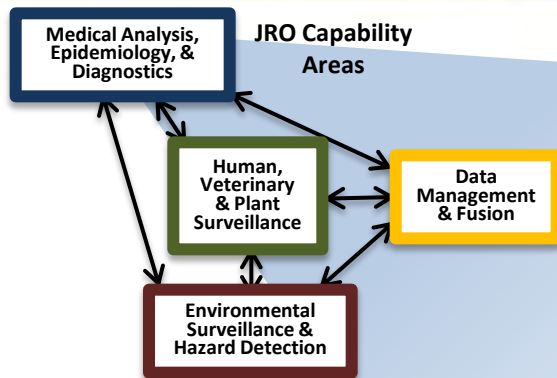 Medical Analysis,
Epidemiology, &
Diagnostics
JRO Capability
Areas
Human,
Veterinary
& Plant
Surveillance
Data
Management
& Fusion
Environmental
Surveillance &
Hazard Detection